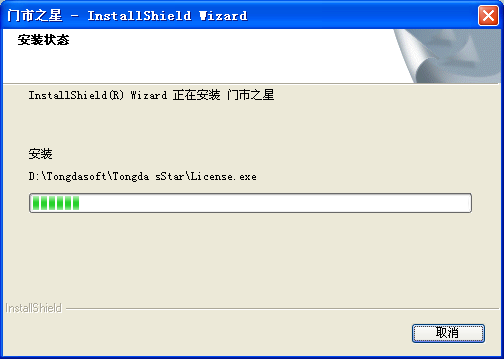 门市之星 - InstallShield Wizard
安装状态
InstallShield(R) Wizard 正在安装 门市之星
安装
D:\Tongdasoft\Tongda sStar\License.exe
InstallShield
取消